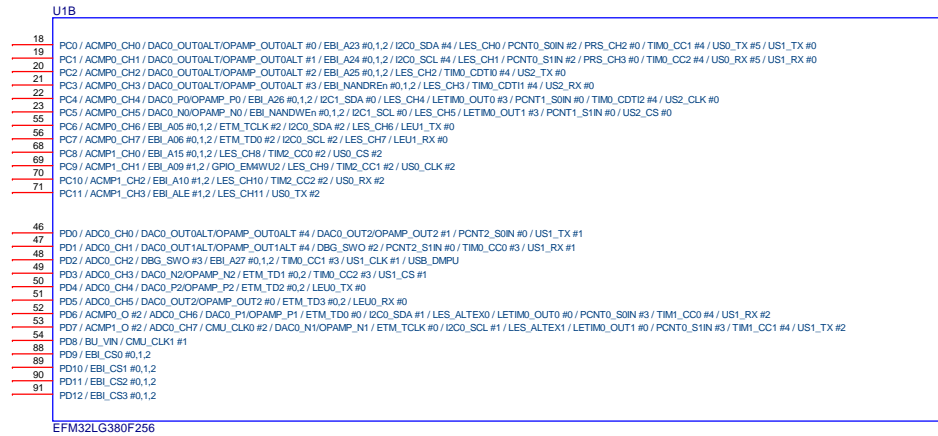 U1B
18 PC0 / ACMP0_CH0 / DAC0_OUT0ALT/OPAMP_OUT0ALT #0 / EBI_A23 #0,1,2 / I2C0_SDA #4 / LES_CH0 / PCNT0_S0IN #2 / PRS_CH2 #0 / TIM0_CC1 #4 / US0_TX #5 / US1_TX #0
19 PC1 / ACMP0_CH1 / DAC0_OUT0ALT/OPAMP_OUT0ALT #1 / EBI_A24 #0,1,2 / I2C0_SCL #4 / LES_CH1 / PCNT0_S1IN #2 / PRS_CH3 #0 / TIM0_CC2 #4 / US0_RX #5 / US1_RX #0
20 PC2 / ACMP0_CH2 / DAC0_OUT0ALT/OPAMP_OUT0ALT #2 / EBI_A25 #0,1,2 / LES_CH2 / TIM0_CDTI0 #4 / US2_TX #0
21 PC3 / ACMP0_CH3 / DAC0_OUT0ALT/OPAMP_OUT0ALT #3 / EBI_NANDREn #0,1,2 / LES_CH3 / TIM0_CDTI1 #4 / US2_RX #0
22 PC4 / ACMP0_CH4 / DAC0_P0/OPAMP_P0 / EBI_A26 #0,1,2 / I2C1_SDA #0 / LES_CH4 / LETIM0_OUT0 #3 / PCNT1_S0IN #0 / TIM0_CDTI2 #4 / US2_CLK #0
23 PC5 / ACMP0_CH5 / DAC0_N0/OPAMP_N0 / EBI_NANDWEn #0,1,2 / I2C1_SCL #0 / LES_CH5 / LETIM0_OUT1 #3 / PCNT1_S1IN #0 / US2_CS #0
55 PC6 / ACMP0_CH6 / EBI_A05 #0,1,2 / ETM_TCLK #2 / I2C0_SDA #2 / LES_CH6 / LEU1_TX #0
56 PC7 / ACMP0_CH7 / EBI_A06 #0,1,2 / ETM_TD0 #2 / I2C0_SCL #2 / LES_CH7 / LEU1_RX #0
68 PC8 / ACMP1_CH0 / EBI_A15 #0,1,2 / LES_CH8 / TIM2_CC0 #2 / US0_CS #2
69 PC9 / ACMP1_CH1 / EBI_A09 #1,2 / GPIO_EM4WU2 / LES_CH9 / TIM2_CC1 #2 / US0_CLK #2
70 PC10 / ACMP1_CH2 / EBI_A10 #1,2 / LES_CH10 / TIM2_CC2 #2 / US0_RX #2
71 PC11 / ACMP1_CH3 / EBI_ALE #1,2 / LES_CH11 / US0_TX #2
46 PD0 / ADC0_CH0 / DAC0_OUT0ALT/OPAMP_OUT0ALT #4 / DAC0_OUT2/OPAMP_OUT2 #1 / PCNT2_S0IN #0 / US1_TX #1
47 PD1 / ADC0_CH1 / DAC0_OUT1ALT/OPAMP_OUT1ALT #4 / DBG_SWO #2 / PCNT2_S1IN #0 / TIM0_CC0 #3 / US1_RX #1
48 PD2 / ADC0_CH2 / DBG_SWO #3 / EBI_A27 #0,1,2 / TIM0_CC1 #3 / US1_CLK #1 / USB_DMPU
49 PD3 / ADC0_CH3 / DAC0_N2/OPAMP_N2 / ETM_TD1 #0,2 / TIM0_CC2 #3 / US1_CS #1
50 PD4 / ADC0_CH4 / DAC0_P2/OPAMP_P2 / ETM_TD2 #0,2 / LEU0_TX #0
51 PD5 / ADC0_CH5 / DAC0_OUT2/OPAMP_OUT2 #0 / ETM_TD3 #0,2 / LEU0_RX #0
52 PD6 / ACMP0_O #2 / ADC0_CH6 / DAC0_P1/OPAMP_P1 / ETM_TD0 #0 / I2C0_SDA #1 / LES_ALTEX0 / LETIM0_OUT0 #0 / PCNT0_S0IN #3 / TIM1_CC0 #4 / US1_RX #2
53 PD7 / ACMP1_O #2 / ADC0_CH7 / CMU_CLK0 #2 / DAC0_N1/OPAMP_N1 / ETM_TCLK #0 / I2C0_SCL #1 / LES_ALTEX1 / LETIM0_OUT1 #0 / PCNT0_S1IN #3 / TIM1_CC1 #4 / US1_TX #2
54 PD8 / BU_VIN / CMU_CLK1 #1
88 PD9 / EBI_CS0 #0,1,2
89 PD10 / EBI_CS1 #0,1,2
90 PD11 / EBI_CS2 #0,1,2
91 PD12 / EBI_CS3 #0,1,2
EFM32LG380F256